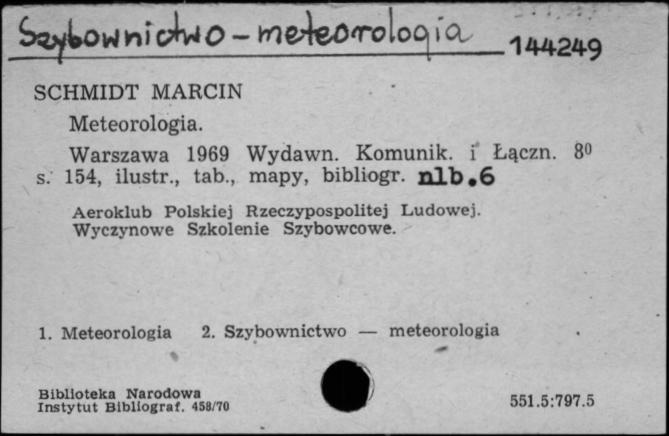 Szybownictwo - meteorologia
144249
SCHMIDT MARCIN
Meteorologia.
Warszawa 1969 Wydawn. Komunik. i Łączn. 8⁰
s. 154, ilustr., tab., mapy, bibliogr. nlb.6
Aeroklub Polskiej Rzeczypospolitej Ludowej.
Wyczynowe Szkolenie Szybowcowe.
1. Meteorologia 2. Szybownictwo — meteorologia
Biblioteka Narodowa
Instytut Bibliograf. 458/70
551.5:797.5